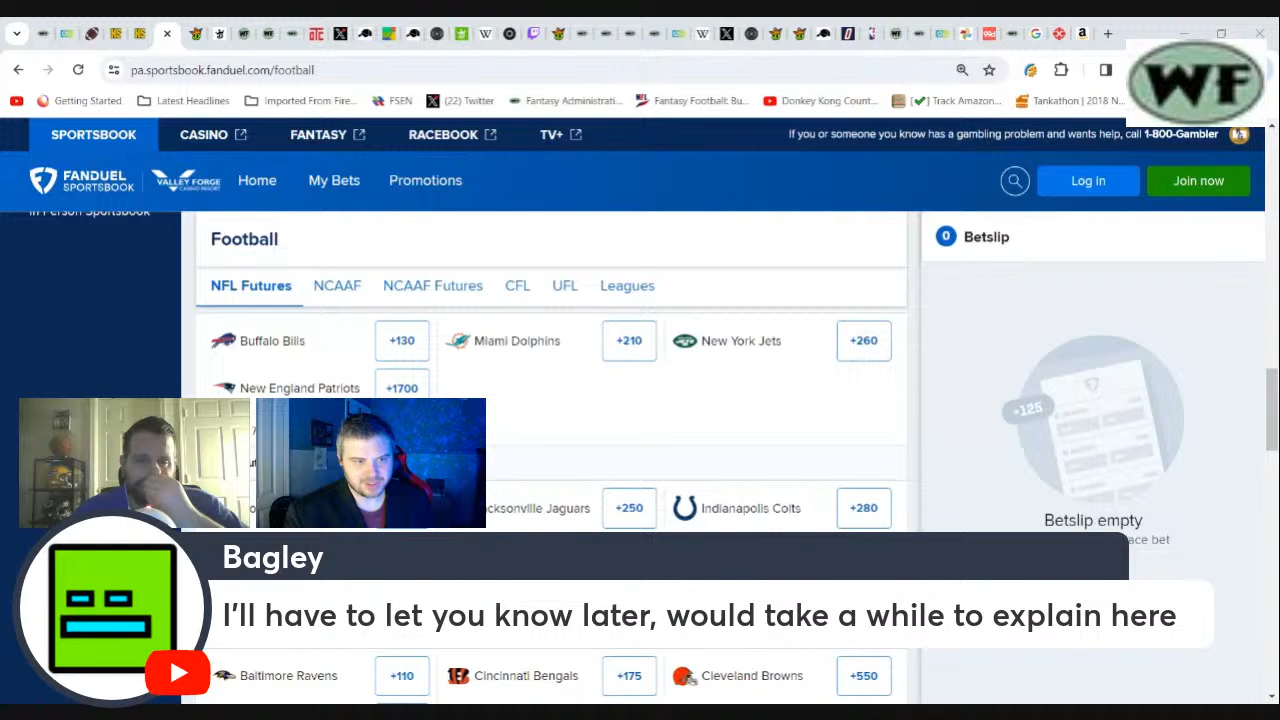 pa.sportsbook.fanduel.com/football
WF
Getting Started
Latest Headlines
Imported From Fire...
FSEN
(22) Twitter
Fantasy Administrati...
Fantasy Football: Bu...
Donkey Kong Count...
Track Amazon...
Tankathon | 2018 N...
SPORTSBOOK
CASINO
FANTASY
RACEBOOK
TV+
If you or someone you know has a gambling problem and wants help, call 1-800-Gambler
FANDUEL
SPORTSBOOK
VALLEY FORGE
Home
My Bets
Promotions
Log In
Join now
In Person Sportsbook
Football
0 Betslip
NFL Futures
NCAAF
NCAAF Futures
CFL
UFL
Leagues
Buffalo Bills +130
Miami Dolphins +210
New York Jets +260
New England Patriots +1700
+125
cksonville Jaguars +250
Indianapolis Colts +280
Betslip empty
ace bet
Bagley
I'll have to let you know later, would take a while to explain here
Baltimore Ravens +110
Cincinnati Bengals +175
Cleveland Browns +550